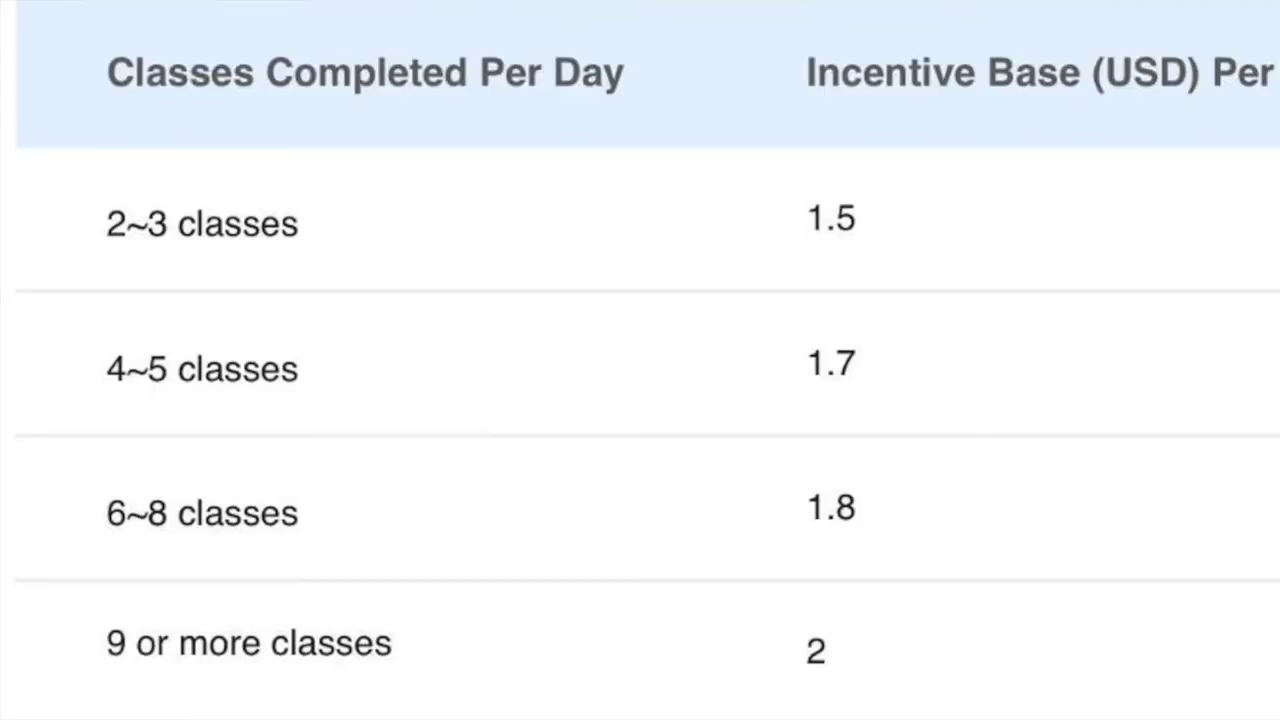 Classes Completed Per Day Incentive Base (USD) Per
2~3 classes 1.5
4~5 classes 1.7
6~8 classes 1.8
9 or more classes 2